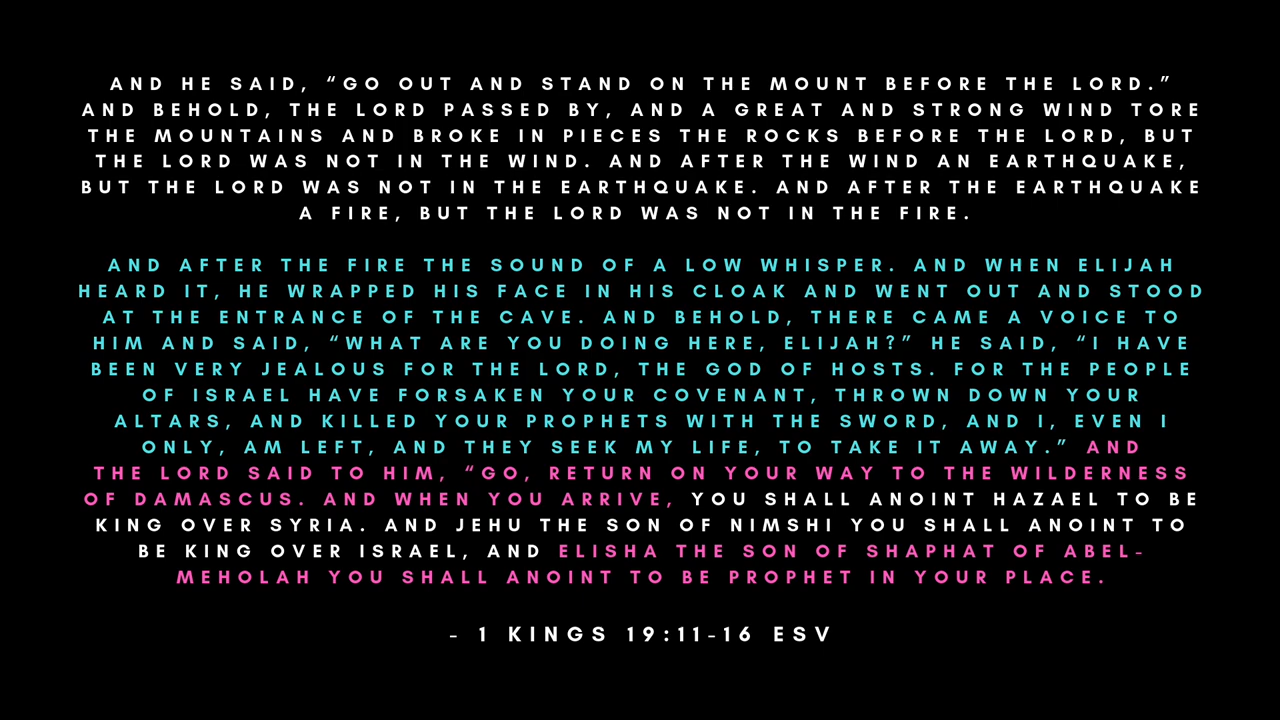 AND HE SAID, “GO OUT AND STAND ON THE MOUNT BEFORE THE LORD.”
AND BEHOLD, THE LORD PASSED BY, AND A GREAT AND STRONG WIND TORE
THE MOUNTAINS AND BROKE IN PIECES THE ROCKS BEFORE THE LORD, BUT
THE LORD WAS NOT IN THE WIND. AND AFTER THE WIND AN EARTHQUAKE,
BUT THE LORD WAS NOT IN THE EARTHQUAKE. AND AFTER THE EARTHQUAKE
A FIRE, BUT THE LORD WAS NOT IN THE FIRE.
AND AFTER THE FIRE THE SOUND OF A LOW WHISPER. AND WHEN ELIJAH
HEARD IT, HE WRAPPED HIS FACE IN HIS CLOAK AND WENT OUT AND STOOD
AT THE ENTRANCE OF THE CAVE. AND BEHOLD, THERE CAME A VOICE TO
HIM AND SAID, “WHAT ARE YOU DOING HERE, ELIJAH?” HE SAID, “I HAVE
BEEN VERY JEALOUS FOR THE LORD, THE GOD OF HOSTS. FOR THE PEOPLE
OF ISRAEL HAVE FORSAKEN YOUR COVENANT, THROWN DOWN YOUR
ALTARS, AND KILLED YOUR PROPHETS WITH THE SWORD, AND I, EVEN I
ONLY, AM LEFT, AND THEY SEEK MY LIFE, TO TAKE IT AWAY.” AND
THE LORD SAID TO HIM, “GO, RETURN ON YOUR WAY TO THE WILDERNESS
OF DAMASCUS. AND WHEN YOU ARRIVE, YOU SHALL ANOINT HAZAEL TO BE
KING OVER SYRIA. AND JEHU THE SON OF NIMSHI YOU SHALL ANOINT TO
BE KING OVER ISRAEL, AND ELISHA THE SON OF SHAPHAT OF ABEL-
MEHOLAH YOU SHALL ANOINT TO BE PROPHET IN YOUR PLACE.
- 1 KINGS 19:11-16 ESV